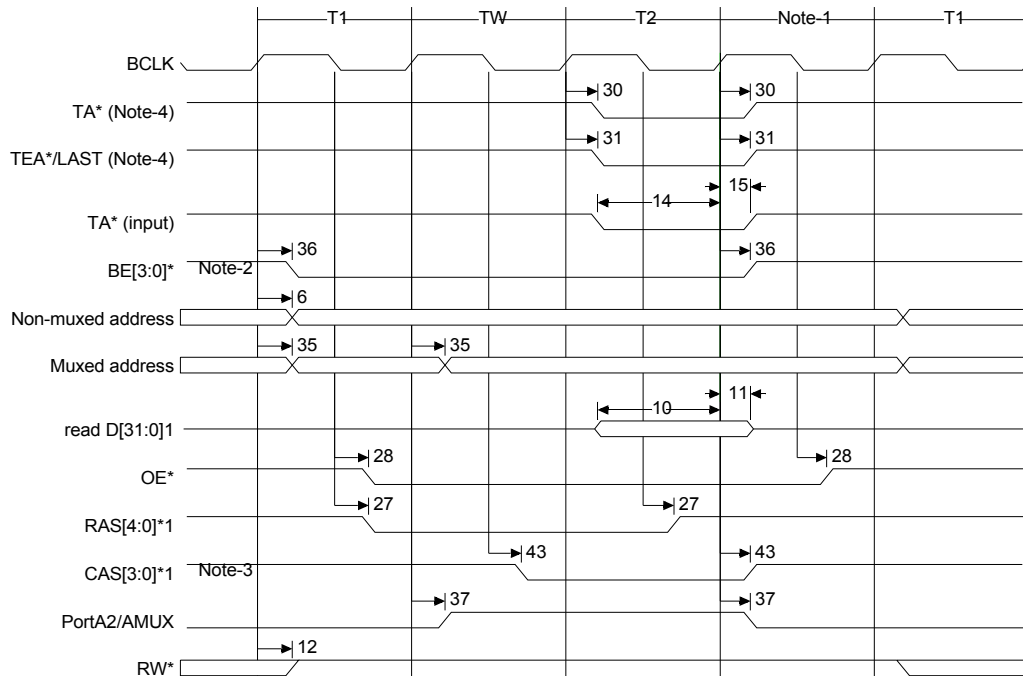 T1 TW T2 Note-1 T1
BCLK
30 30
TA* (Note-4)
31 31
TEA*/LAST (Note-4)
15
14
TA* (input)
36 36
BE[3:0]* Note-2
6
Non-muxed address
35 35
Muxed address
11
10
read D[31:0]1
28 28
OE*
27 27
RAS[4:0]*1
43 43
CAS[3:0]*1 Note-3
37 37
PortA2/AMUX
12
RW*